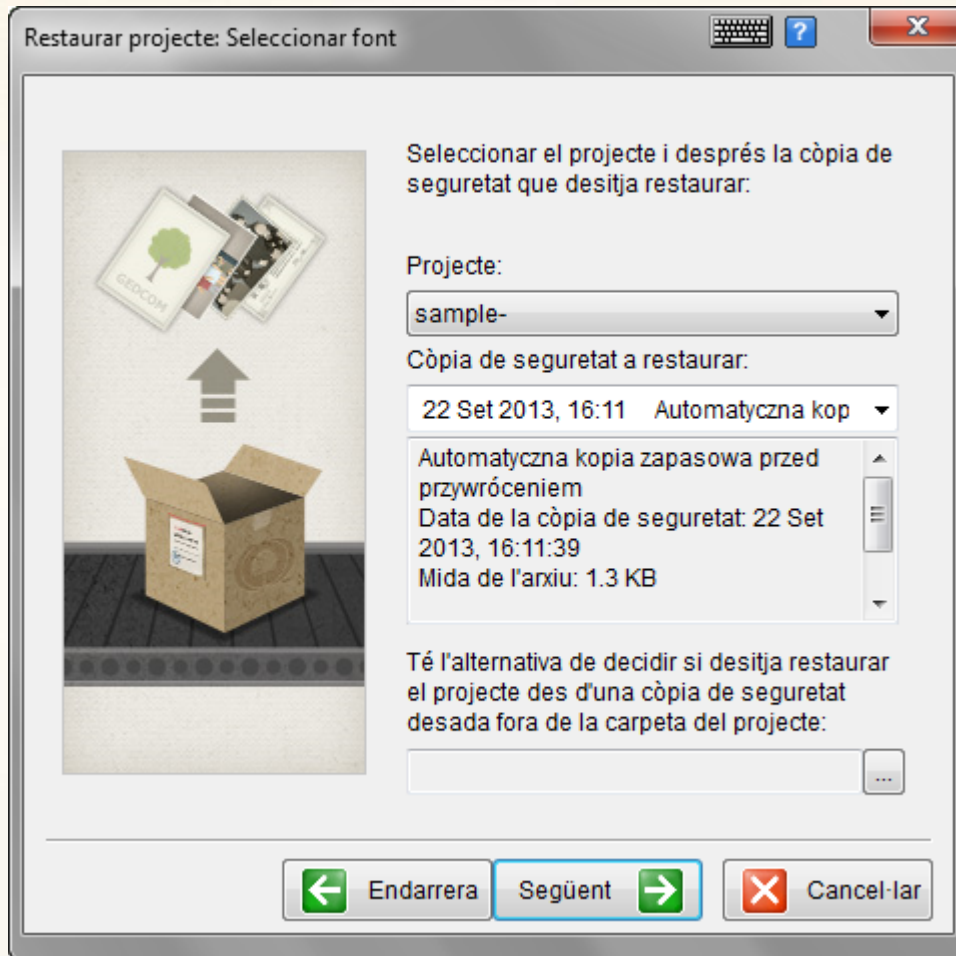 Restaurar projecte: Seleccionar font
Seleccionar el projecte i després la còpia de
seguretat que desitja restaurar:
GEDCOM
Projecte:
sample-
Còpia de seguretat a restaurar:
22 Set 2013, 16:11    Automatyczna kop
Automatyczna kopia zapasowa przed
przywróceniem
Data de la còpia de seguretat: 22 Set
2013, 16:11:39
Mida de l'arxiu: 1.3 KB
Té l'alternativa de decidir si desitja restaurar
el projecte des d'una còpia de seguretat
desada fora de la carpeta del projecte:
...
Endarrera
Següent
Cancel·lar